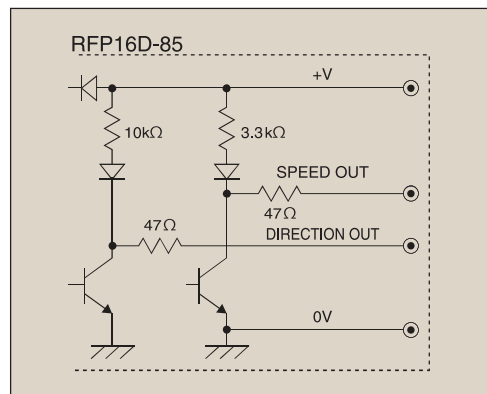 RFP16D-85
+V
10kΩ
3.3kΩ
SPEED OUT
47Ω
47Ω
DIRECTION OUT
0V